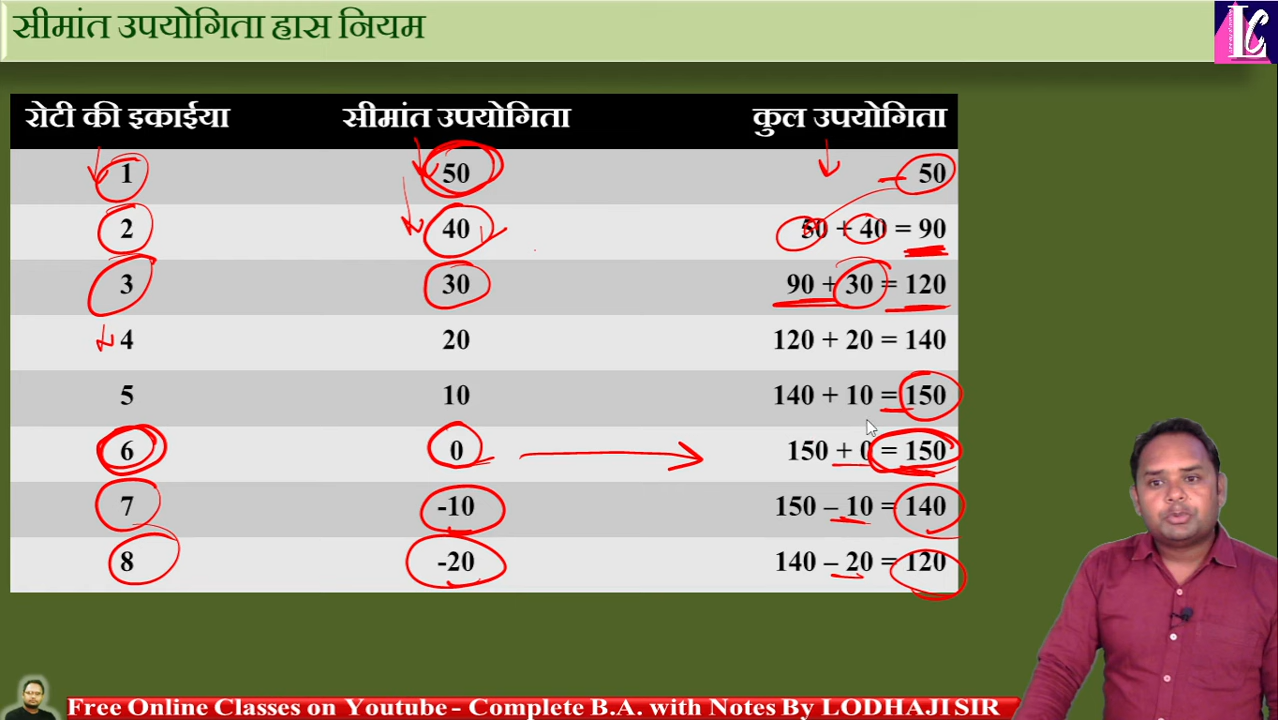 सीमांत उपयोगिता हास नियम
LC
रोटी की इकाईया सीमांत उपयोगिता कुल उपयोगिता
1 50 50
2 40 50 + 40 = 90
3 30 90 + 30 = 120
4 20 120 + 20 = 140
5 10 140 + 10 = 150
6 0 150 + 0 = 150
7 -10 150 – 10 = 140
8 -20 140 – 20 = 120
Free Online Classes on Youtube - Complete B.A. with Notes By LODHAJI SIR